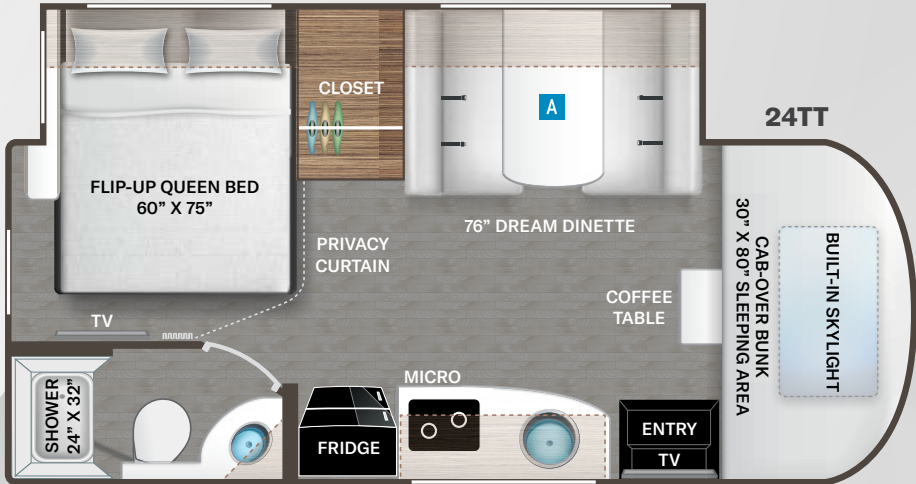 24TT
CLOSET
A
FLIP-UP QUEEN BED
60” X 75”
76” DREAM DINETTE
PRIVACY
CURTAIN
COFFEE
TABLE
CAB-OVER BUNK
30” X 80” SLEEPING AREA
BUILT-IN SKYLIGHT
TV
MICRO
SHOWER
24” X 32”
FRIDGE
ENTRY
TV